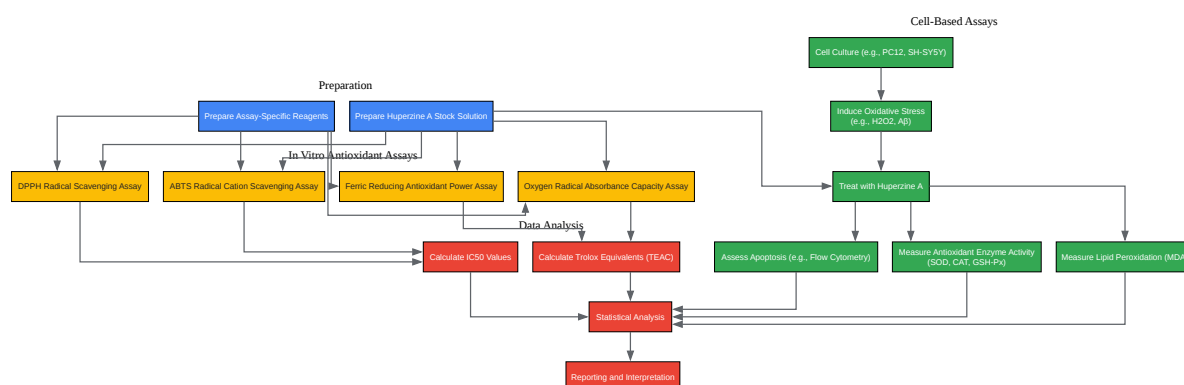 Cell-Based Assays
Cell Culture (e.g., PC12, SH-SY5Y)
Preparation
Prepare Assay-Specific Reagents
Prepare Huperzine A Stock Solution
Induce Oxidative Stress
(e.g., H2O2, Aβ)
In Vitro Antioxidant Assays
DPPH Radical Scavenging Assay
ABTS Radical Cation Scavenging Assay
Ferric Reducing Antioxidant Power Assay
Oxygen Radical Absorbance Capacity Assay
Treat with Huperzine A
Data Analysis
Calculate IC50 Values
Calculate Trolox Equivalents (TEAC)
Assess Apoptosis (e.g., Flow Cytometry)
Measure Antioxidant Enzyme Activity
(SOD, CAT, GSH-Px)
Measure Lipid Peroxidation (MDA
Statistical Analysis
Reporting and Interpretation